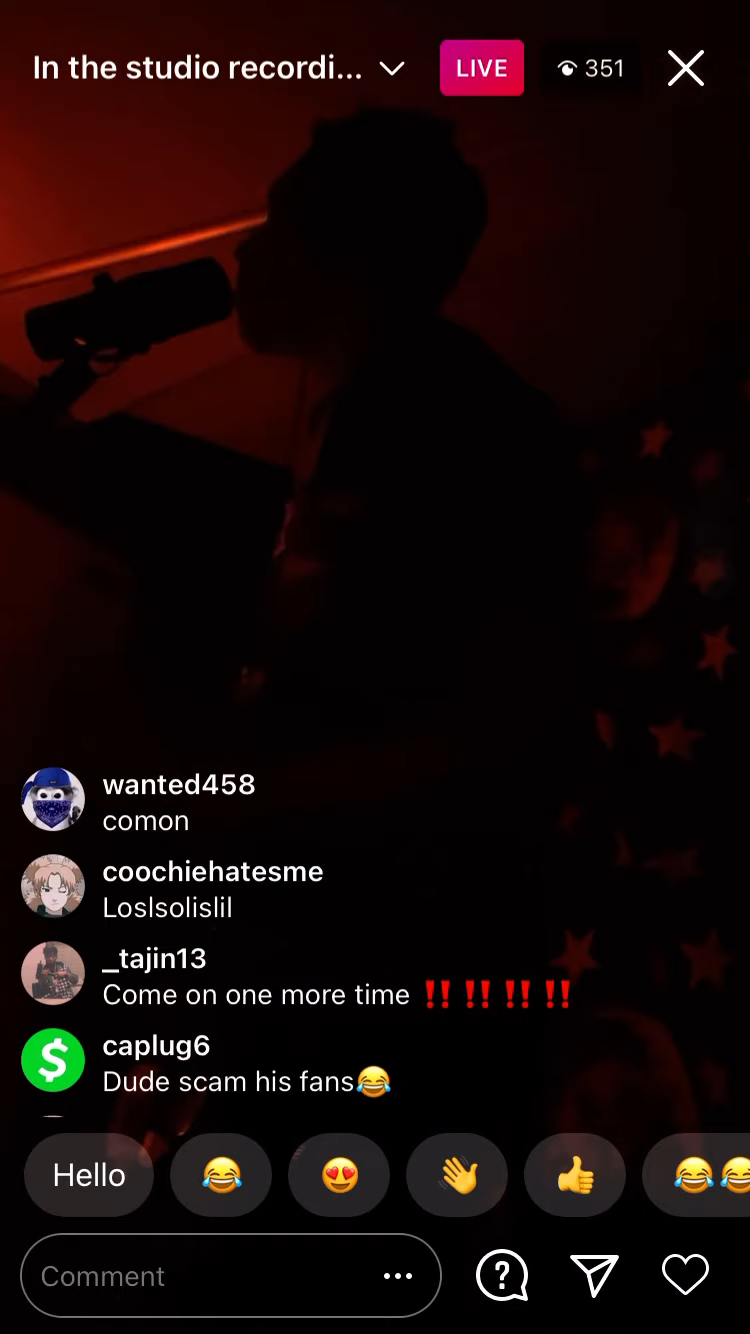 In the studio recordi... LIVE 351
wanted458
comon
coochiehatesme
Loslsolislil
_tajin13
Come on one more time ‼️ ‼️ ‼️ ‼️
caplug6
Dude scam his fans😂
Hello 😂 😍 👋 👍 😂😂
Comment